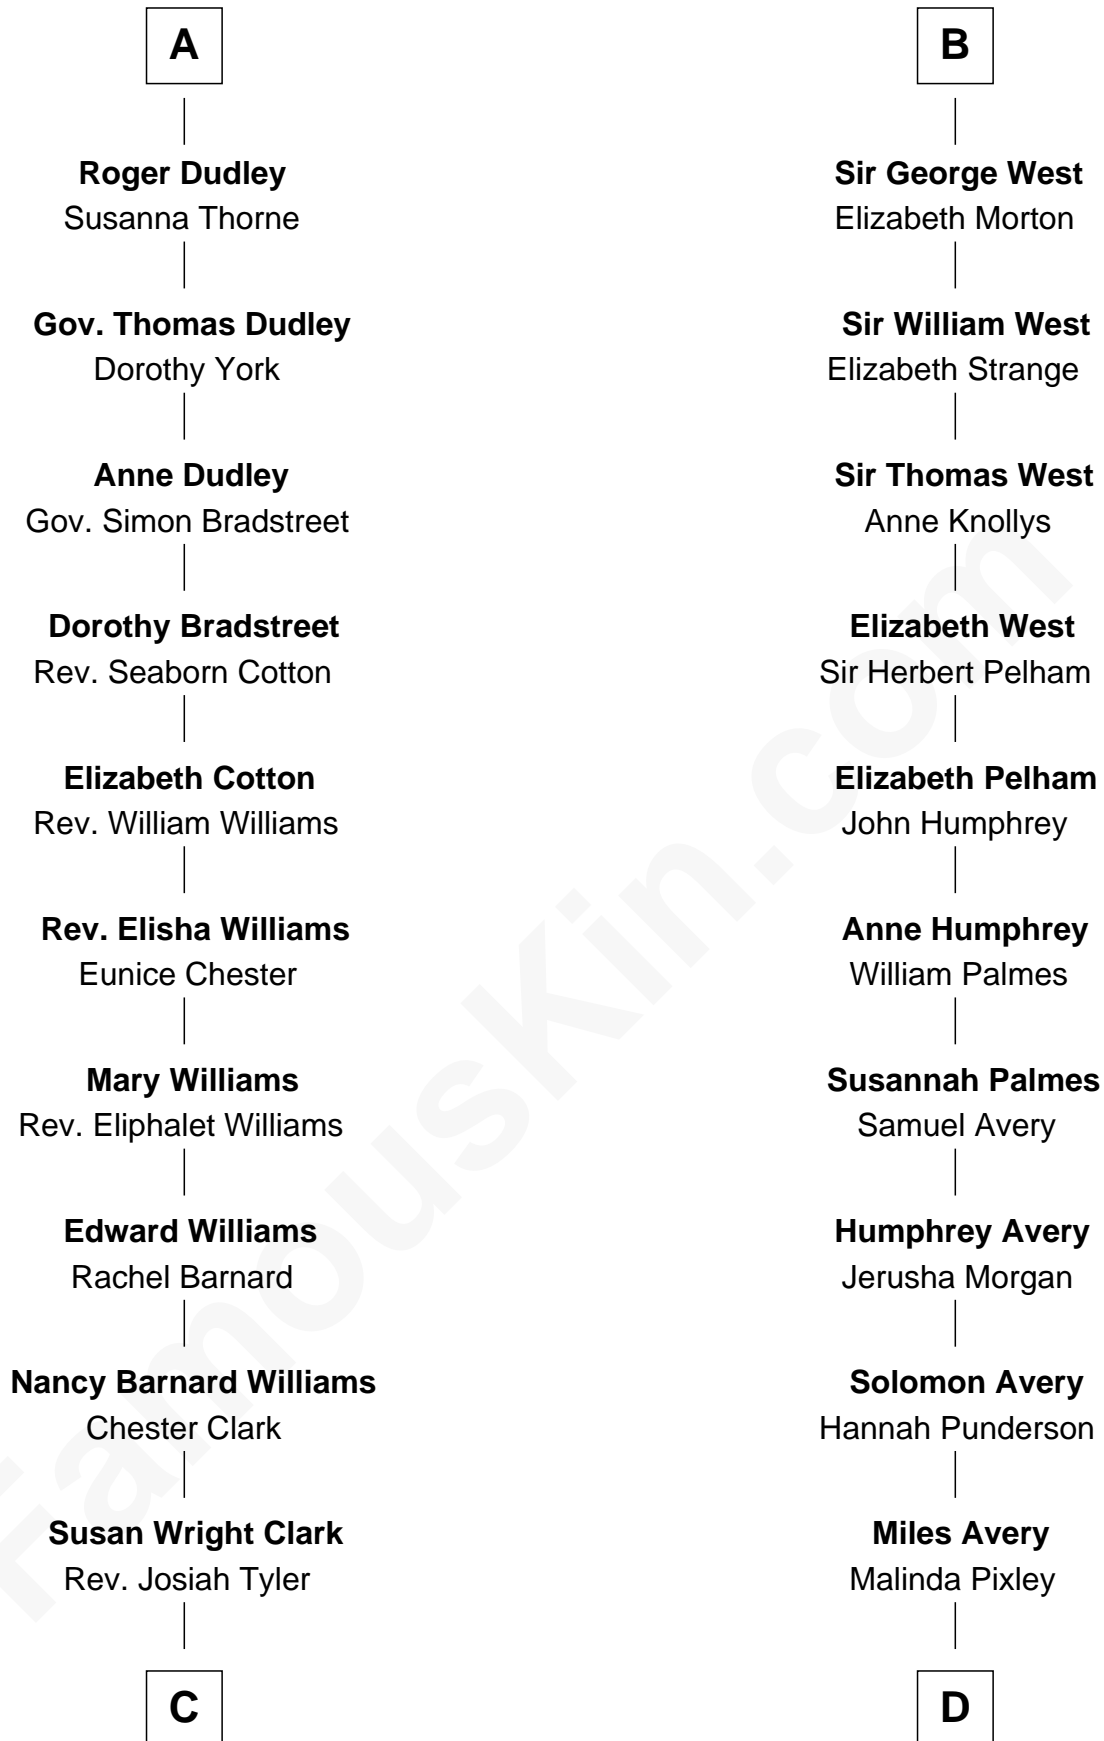 A
Roger Dudley
Susanna Thorne
Gov. Thomas Dudley
Dorothy York
Anne Dudley
Gov. Simon Bradstreet
Dorothy Bradstreet
Rev. Seaborn Cotton
Elizabeth Cotton
Rev. William Williams
Rev. Elisha Williams
Eunice Chester
Mary Williams
Rev. Eliphalet Williams
Edward Williams
Rachel Barnard
Nancy Barnard Williams
Chester Clark
Susan Wright Clark
Rev. Josiah Tyler
C
B
Sir George West
Elizabeth Morton
Sir William West
Elizabeth Strange
Sir Thomas West
Anne Knollys
Elizabeth West
Sir Herbert Pelham
Elizabeth Pelham
John Humphrey
Anne Humphrey
William Palmes
Susannah Palmes
Samuel Avery
Humphrey Avery
Jerusha Morgan
Solomon Avery
Hannah Punderson
Miles Avery
Malinda Pixley
D
FamousKin.com